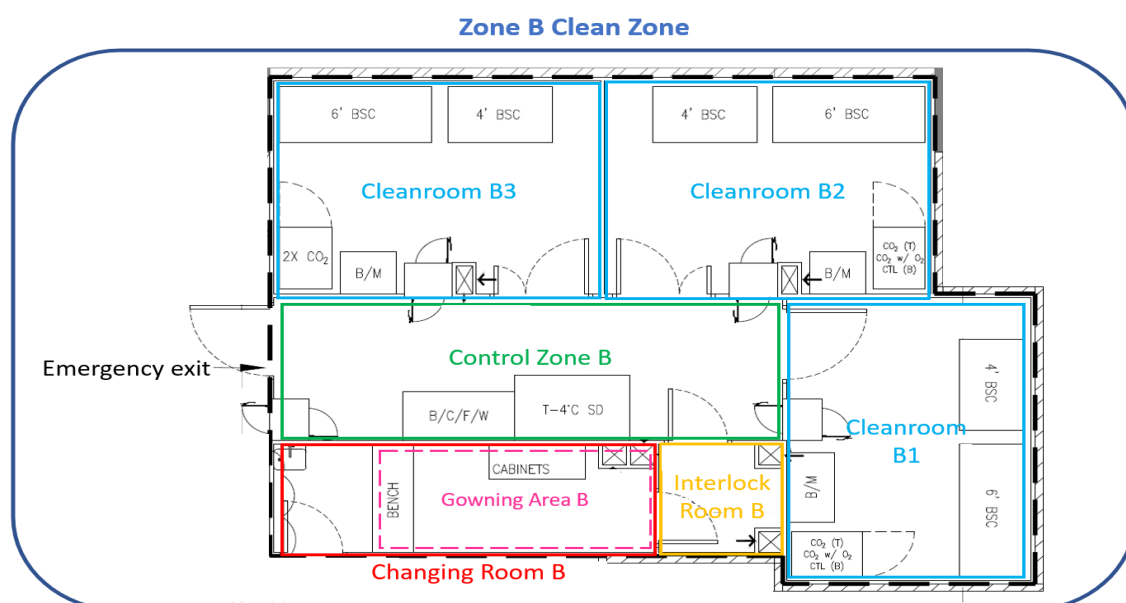 Zone B Clean Zone
6' BSC
4' BSC
4' BSC
6' BSC
Cleanroom B3
Cleanroom B2
2X CO₂
B/M
B/M
CO₂ (T)
CO₂ w/ O₂
CTL (B)
Control Zone B
Emergency exit
B/C/F/W
T-4°C SD
4' BSC
Cleanroom
B1
CABINETS
BENCH
Gowning Area B
Interlock
Room B
B/M
6' BSC
CO₂ (T)
CO₂ w/ O₂
CTL (B)
Changing Room B